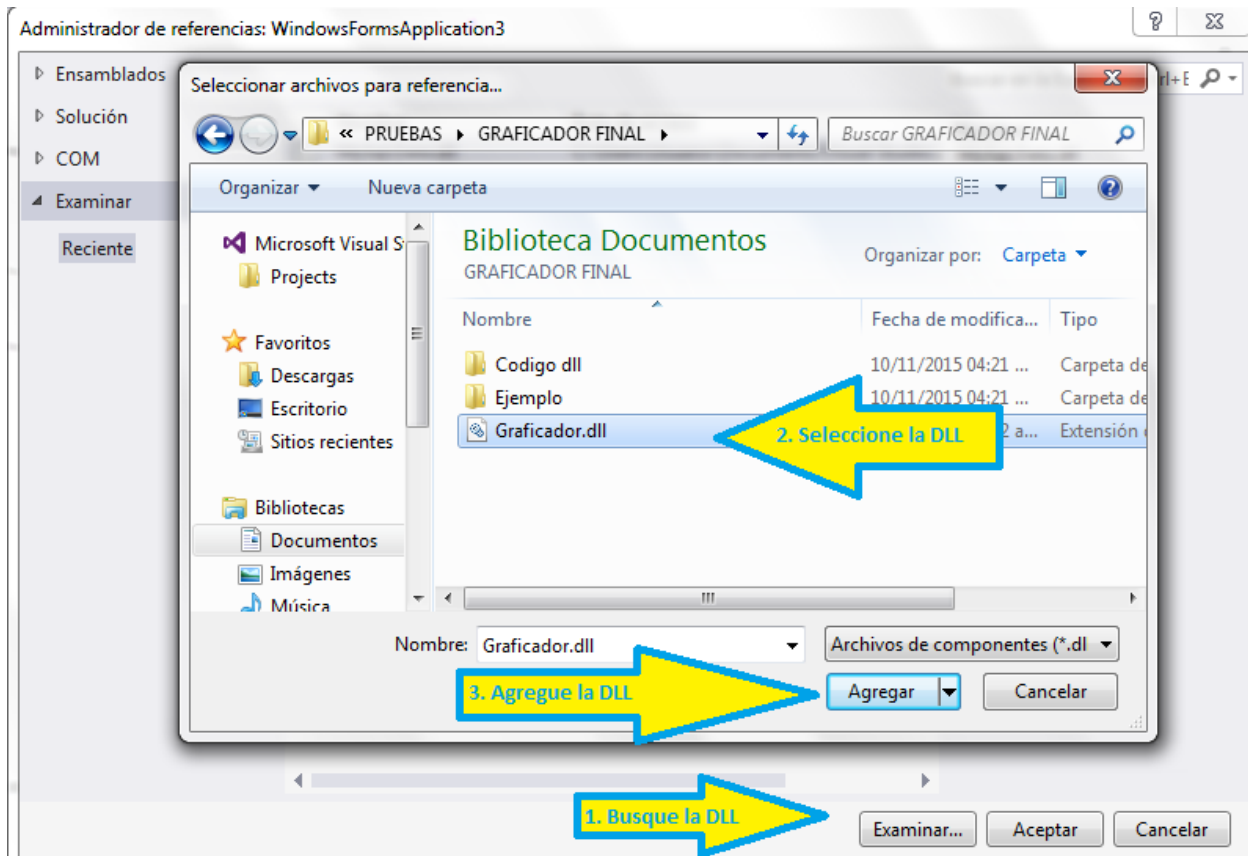 Administrador de referencias: WindowsFormsApplication3
Ensamblados
Solución
COM
Examinar
Reciente
Seleccionar archivos para referencia...
« PRUEBAS GRAFICADOR FINAL
Buscar GRAFICADOR FINAL
Organizar
Nueva carpeta
Microsoft Visual S
Projects
Favoritos
Descargas
Escritorio
Sitios recientes
Bibliotecas
Documentos
Imágenes
Música
Biblioteca Documentos
GRAFICADOR FINAL
Organizar por: Carpeta
Nombre Fecha de modifica... Tipo
Codigo dll 10/11/2015 04:21 ... Carpeta de
Ejemplo 10/11/2015 04:21 ... Carpeta de
Graficador.dll 2 a... Extensión
2. Seleccione la DLL
Nombre: Graficador.dll
Archivos de componentes (*.dl
3. Agregue la DLL
Agregar Cancelar
1. Busque la DLL
Examinar... Aceptar Cancelar